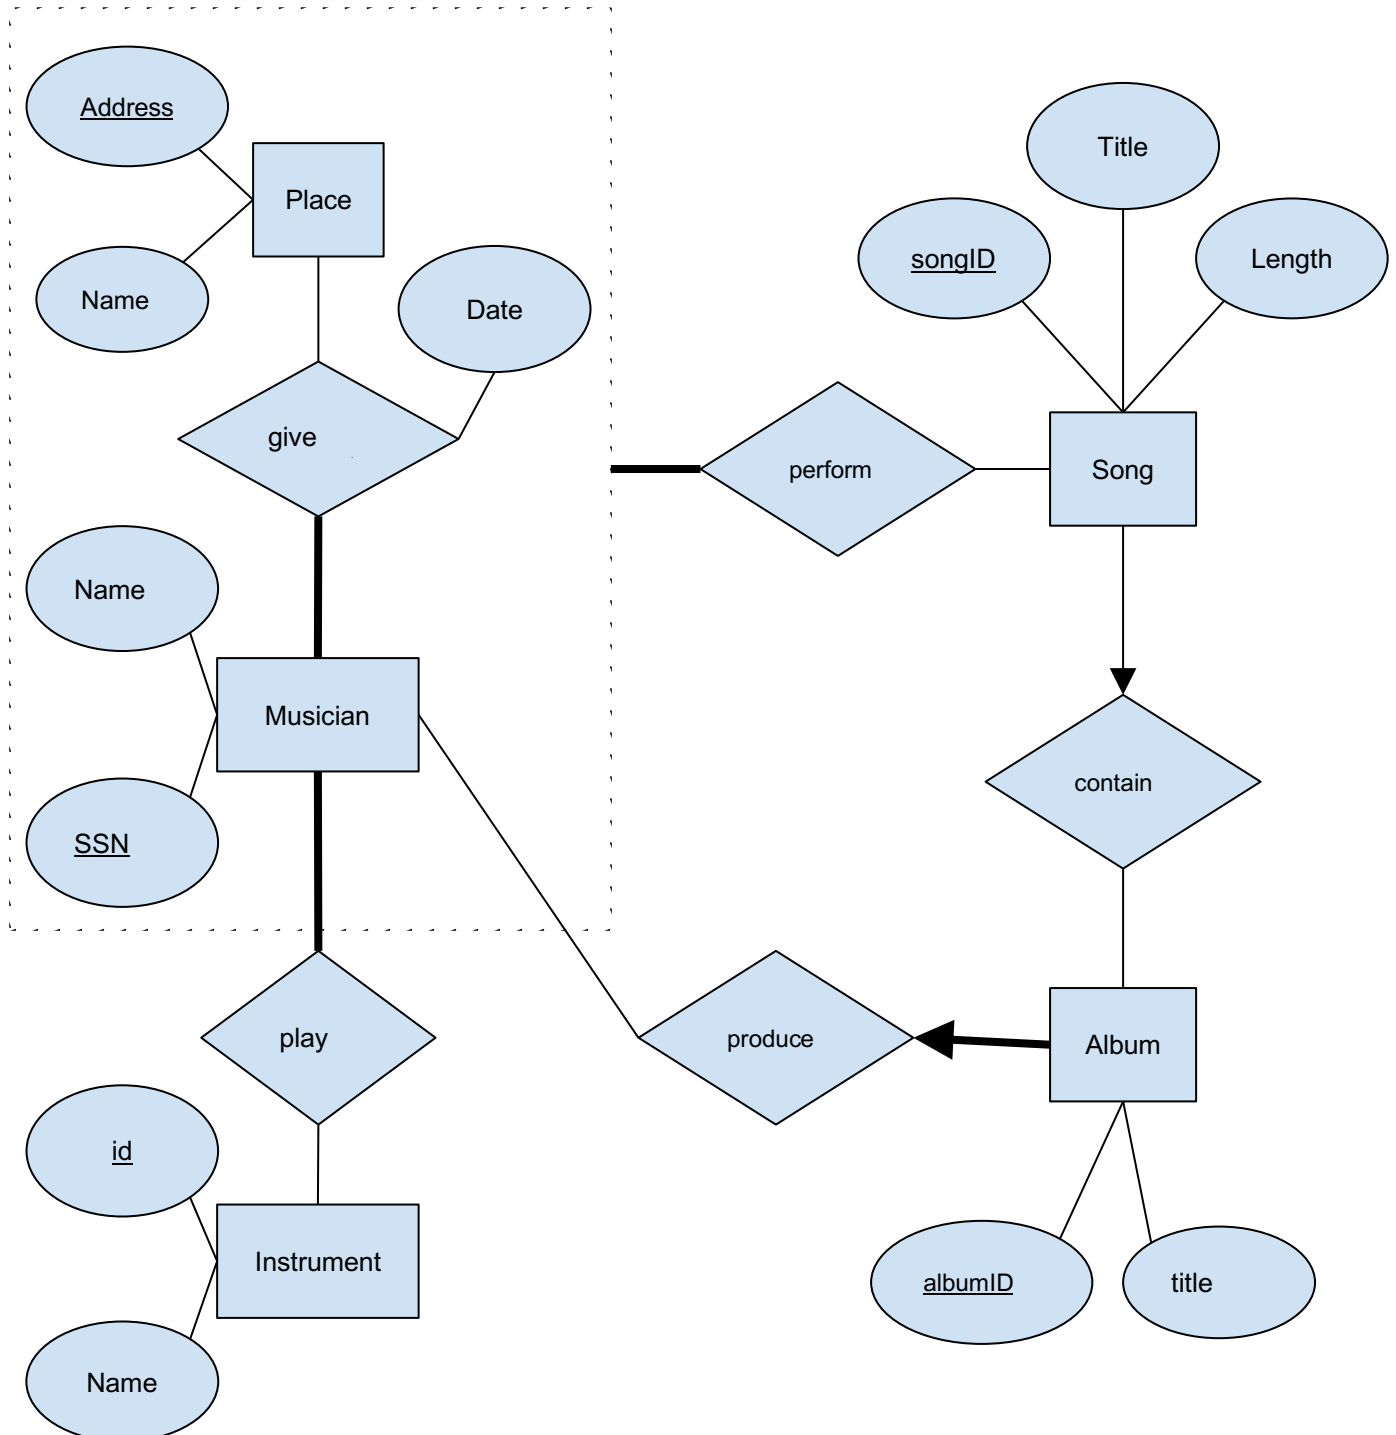 Address
Place
Name
Date
give
Name
Musician
SSN
play
id
Instrument
Name
Title
songID
Length
perform
Song
contain
produce
Album
albumID
title